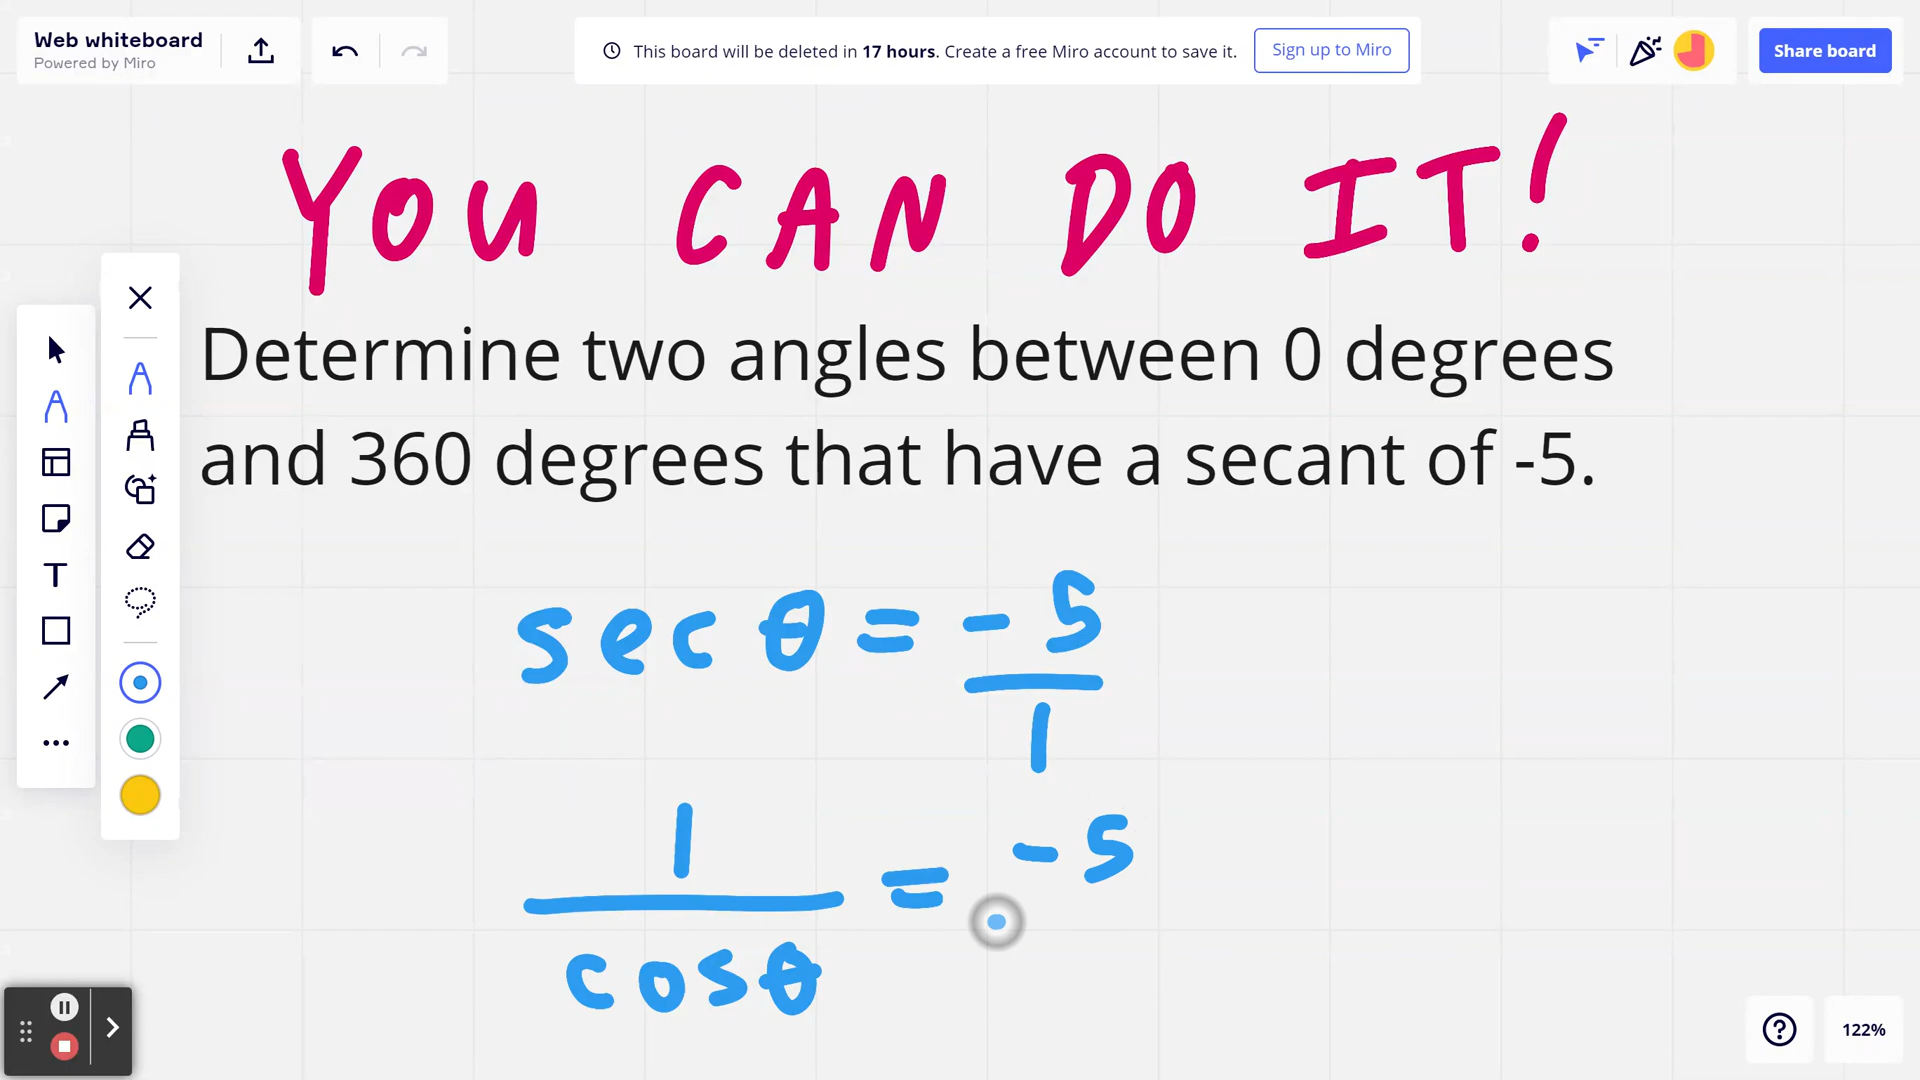 Web whiteboard
Powered by Miro
This board will be deleted in 17 hours. Create a free Miro account to save it.
Sign up to Miro
Share board
YOU CAN DO IT!
Determine two angles between 0 degrees
and 360 degrees that have a secant of -5.
T
sec θ = -5
1
1
= -5
cosθ
122%